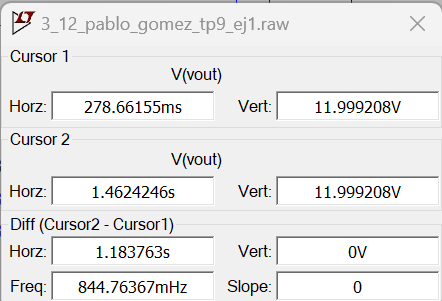 3_12_pablo_gomez_tp9_ej1.raw
Cursor 1
V(vout)
Horz: 278.66155ms Vert: 11.999208V
Cursor 2
V(vout)
Horz: 1.4624246s Vert: 11.999208V
Diff (Cursor2 - Cursor1)
Horz: 1.183763s Vert: 0V
Freq: 844.76367mHz Slope: 0